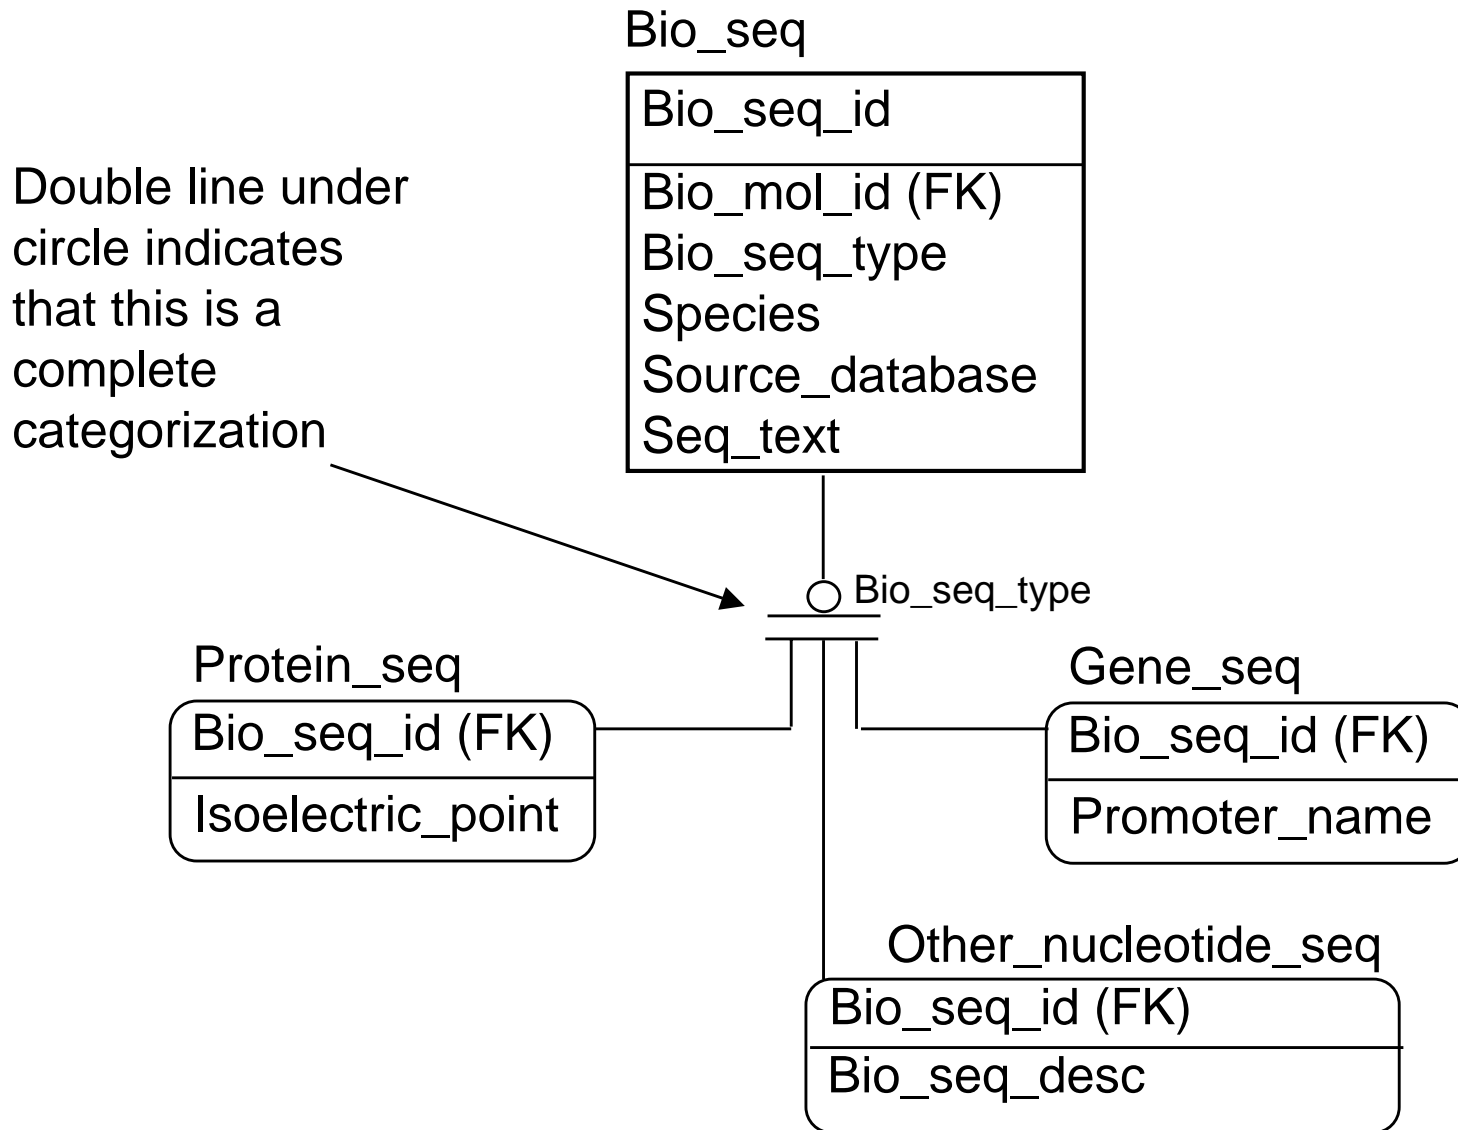 Bio_seq
Bio_seq_id
Bio_mol_id (FK)
Bio_seq_type
Species
Source_database
Seq_text
Double line under
circle indicates
that this is a
complete
categorization
Bio_seq_type
Protein_seq
Bio_seq_id (FK)
Isoelectric_point
Gene_seq
Bio_seq_id (FK)
Promoter_name
Other_nucleotide_seq
Bio_seq_id (FK)
Bio_seq_desc